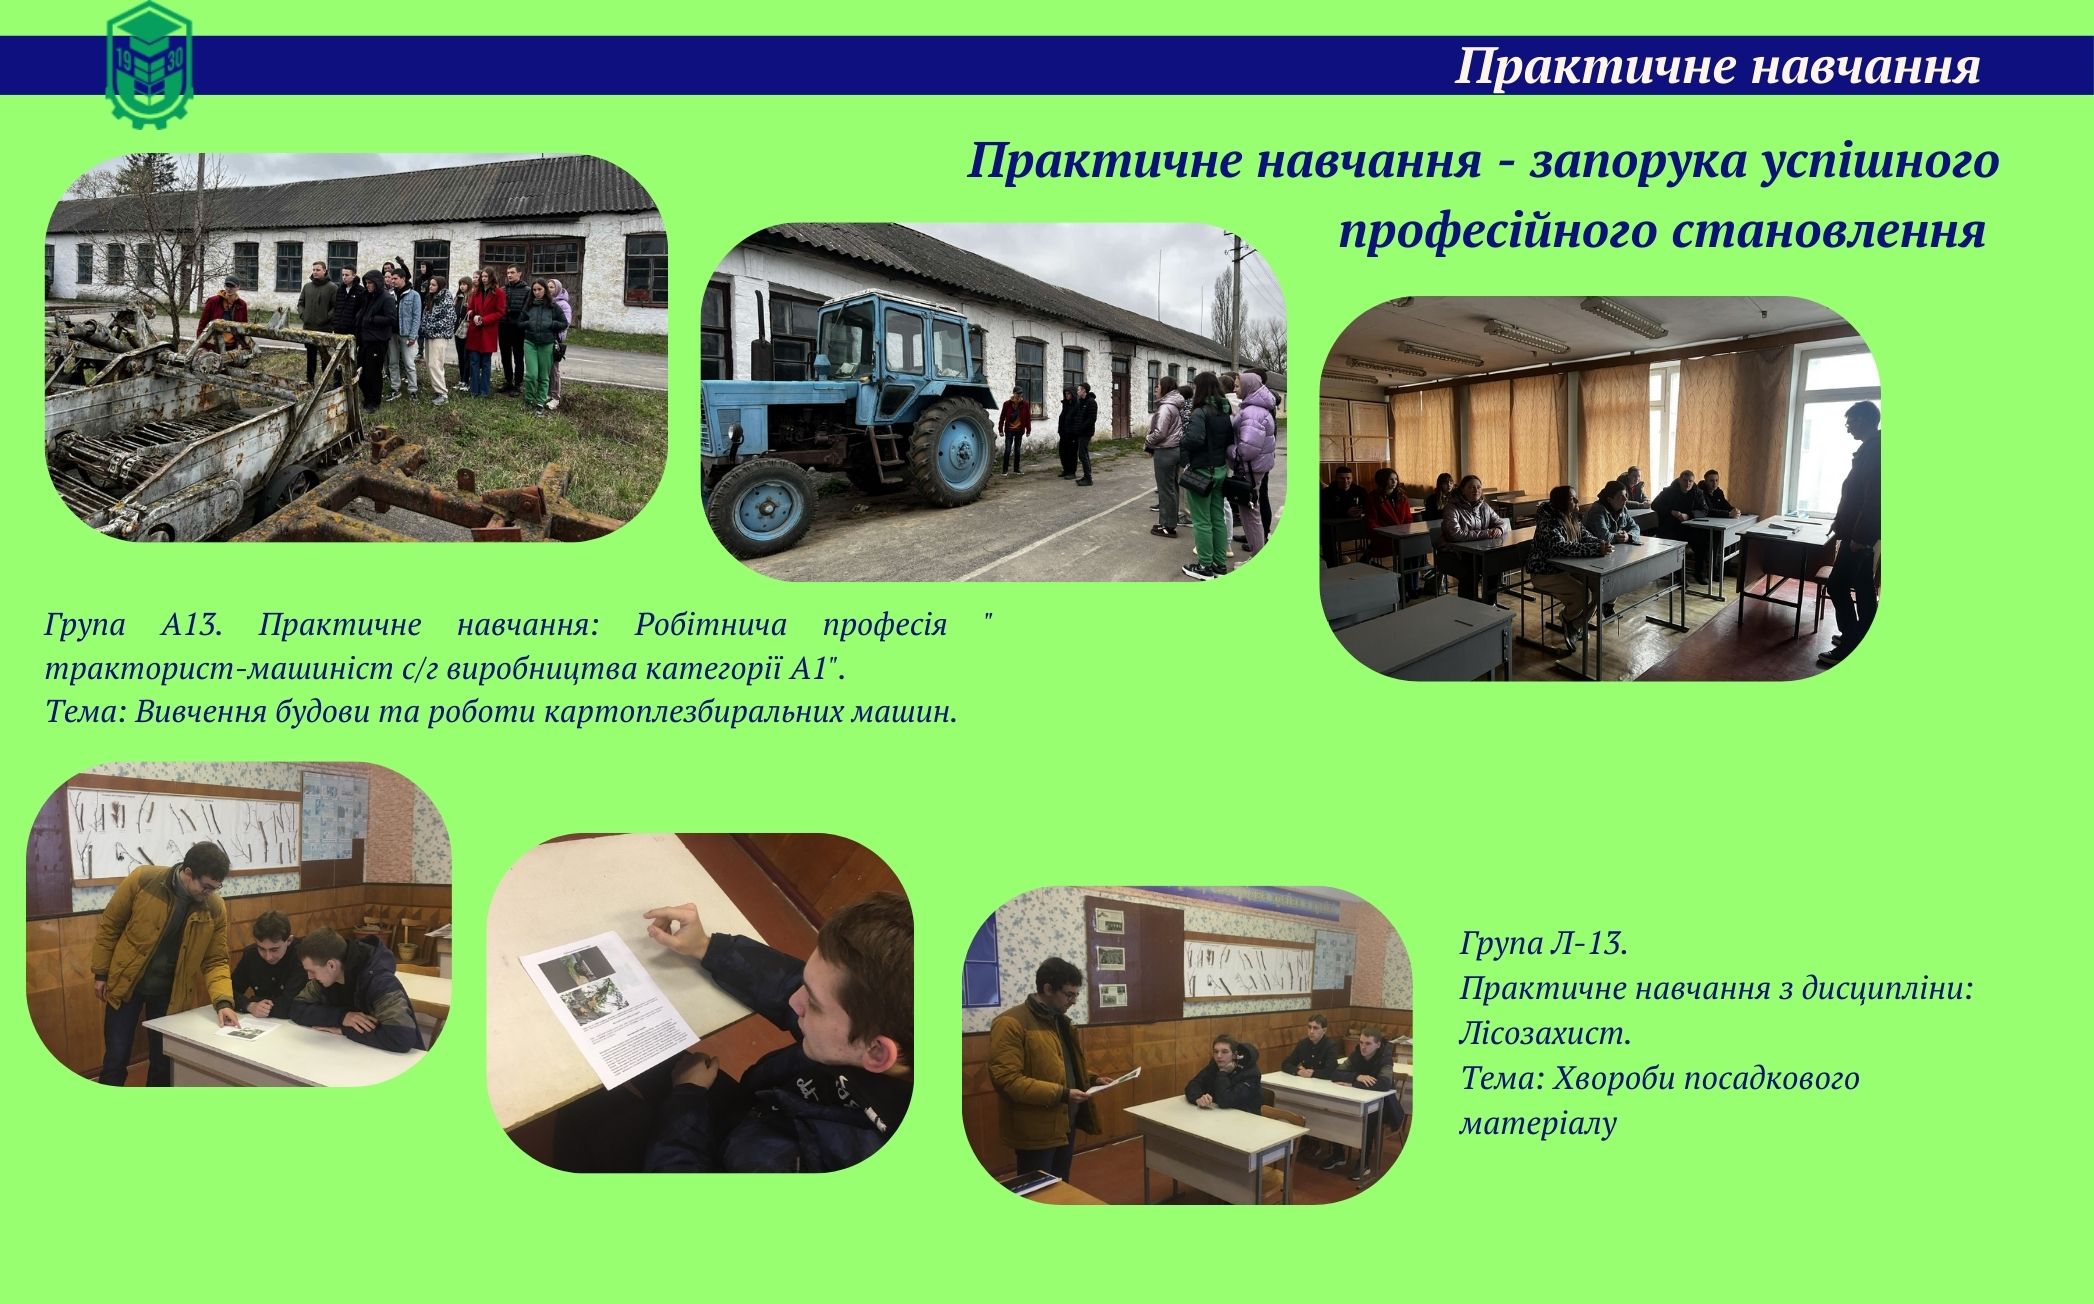 19 30
Практичне навчання
Практичне навчання - запорука успішного
професійного становлення
Група А13. Практичне навчання: Робітнича професія "
тракторист-машиніст с/г виробництва категорії А1".
Тема: Вивчення будови та роботи картоплезбиральних машин.
Група Л-13.
Практичне навчання з дисципліни:
Лісозахист.
Тема: Хвороби посадкового
матеріалу